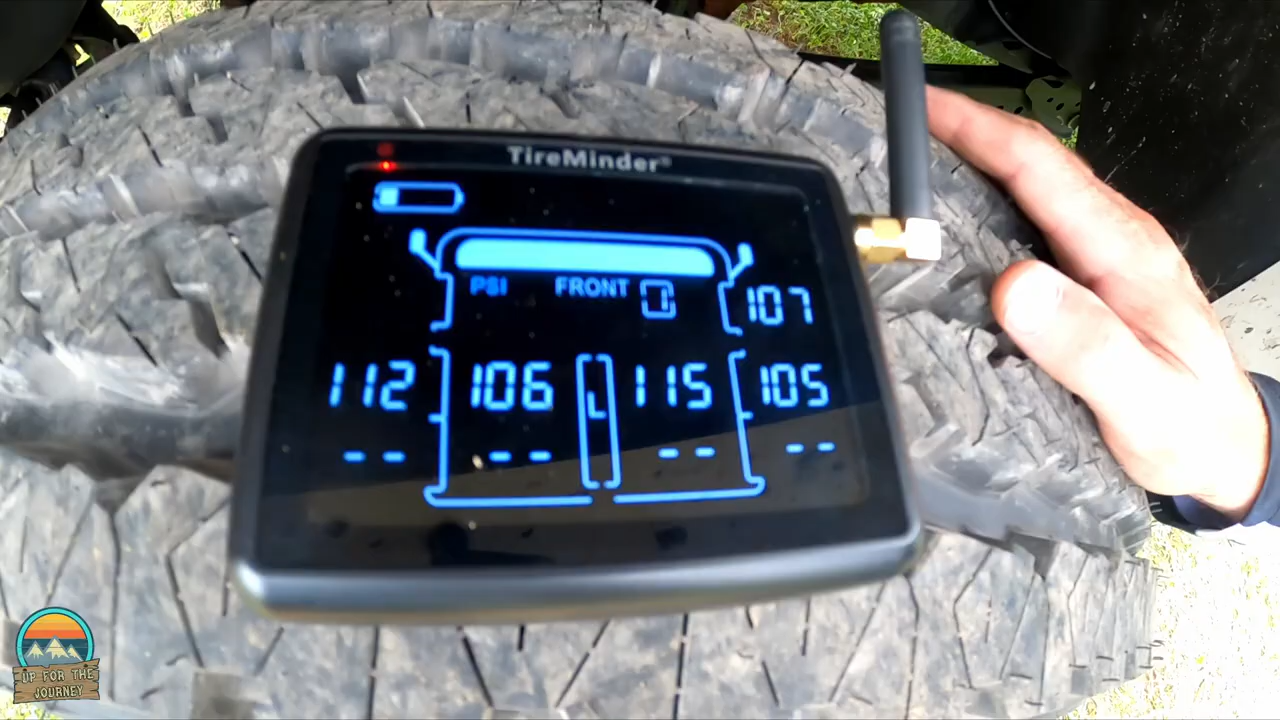 TireMinder®
PSI FRONT 0 107
112 106 115 105
-- -- -- --
UP FOR THE
JOURNEY